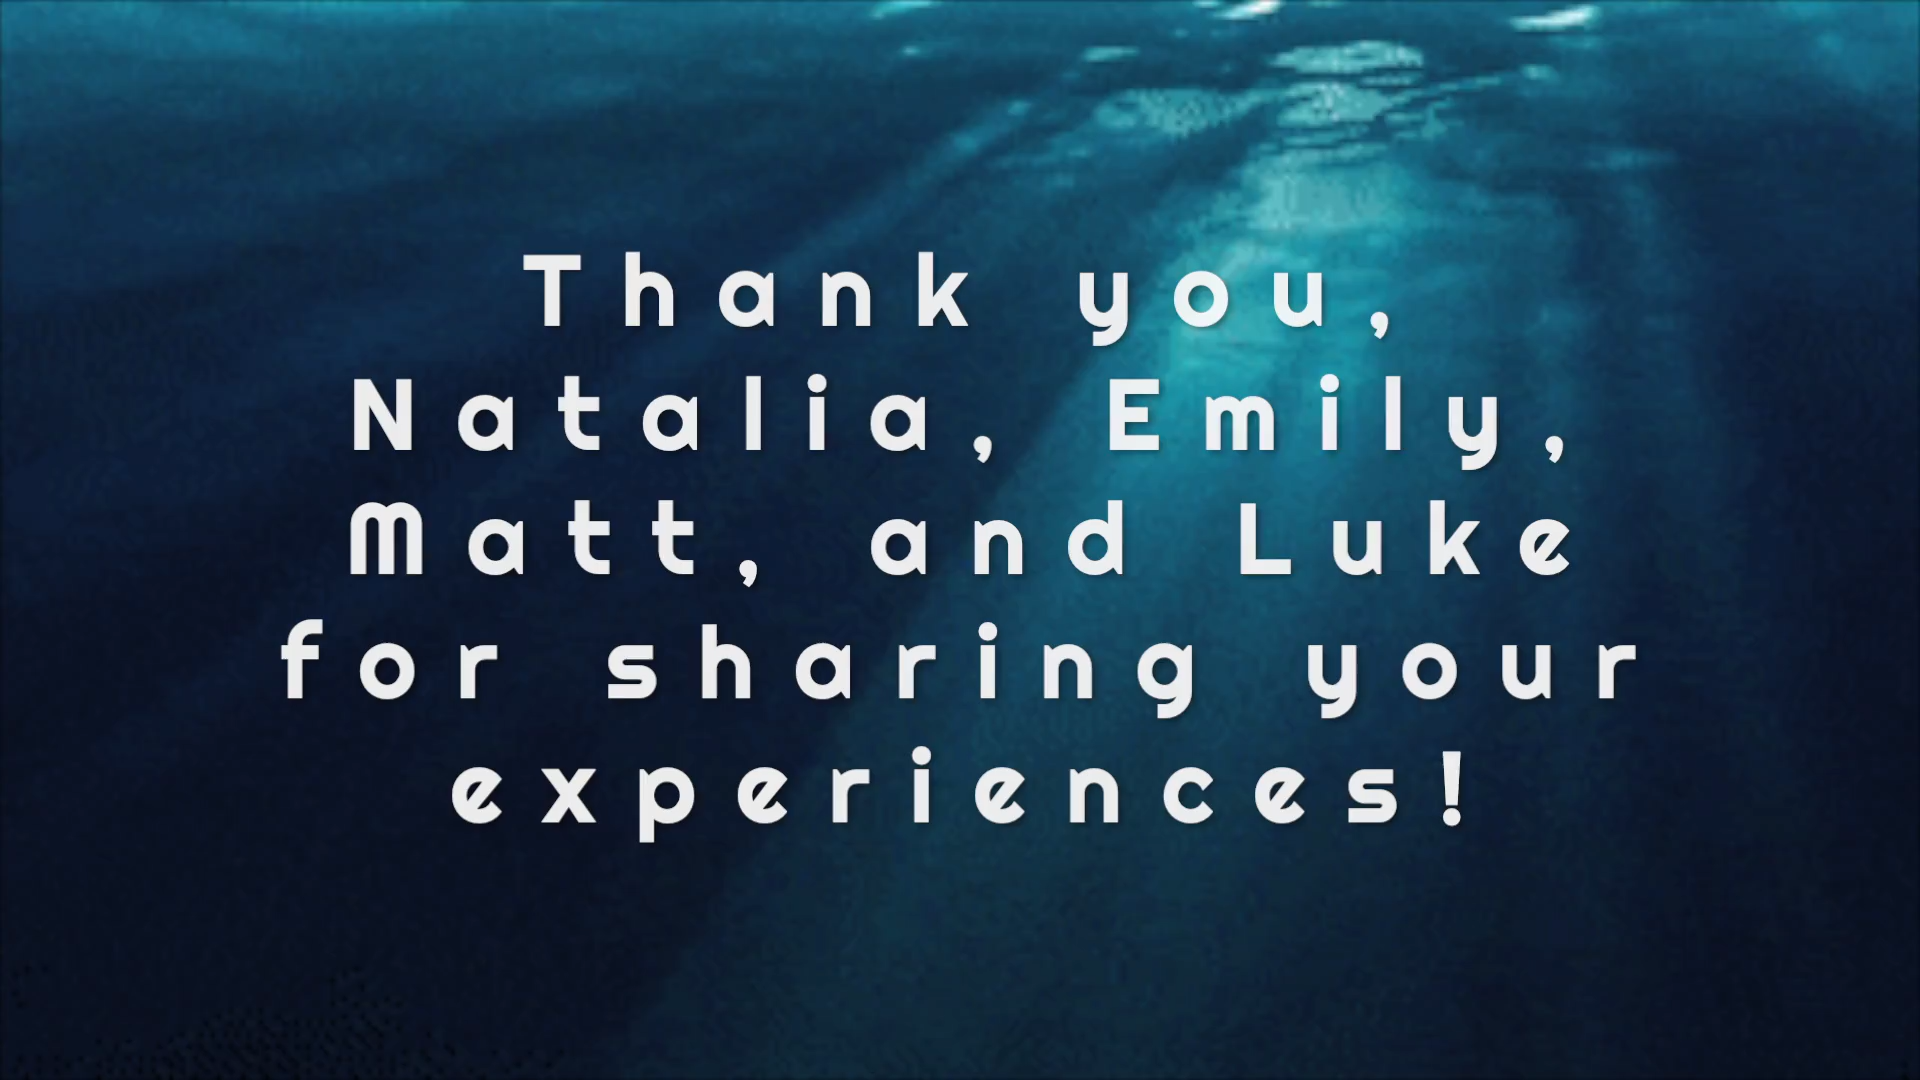 Thank you,
Natalia, Emily,
Matt, and Luke
for sharing your
experiences!